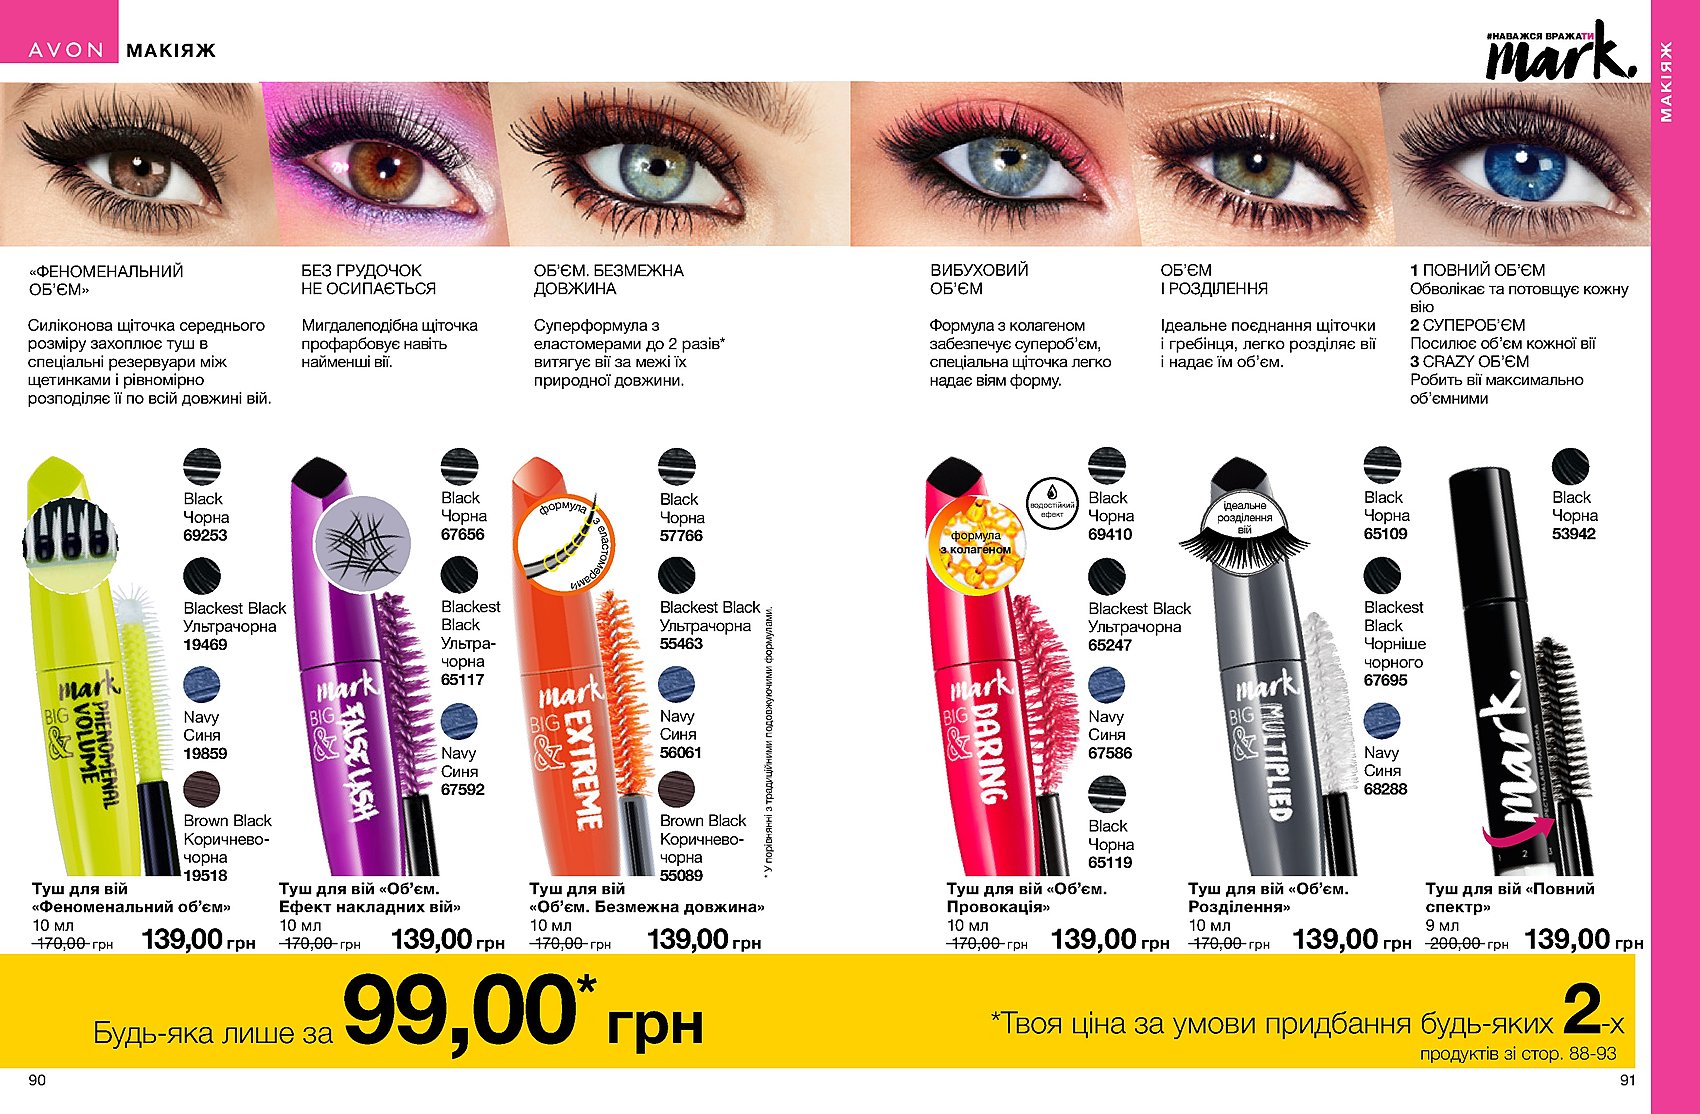 AVON МАКІЯЖ
#НАВАЖСЯ ВРАЖАТИ
mark.
МАКІЯЖ
«ФЕНОМЕНАЛЬНИЙ
ОБ'ЄМ»
Силіконова щіточка середнього
розміру захоплює туш в
спеціальні резервуари між
щетинками і рівномірно
розподіляє її по всій довжині вій.
БЕЗ ГРУДОЧОК
НЕ ОСИПАЄТЬСЯ
Мигдалеподібна щіточка
профарбовує навіть
найменші вії.
ОБ'ЄМ. БЕЗМЕЖНА
ДОВЖИНА
Суперформула з
еластомерами до 2 разів*
витягує вії за межі їх
природної довжини.
ВИБУХОВИЙ
ОБ'ЄМ
Формула з колагеном
забезпечує супероб'єм,
спеціальна щіточка легко
надає віям форму.
ОБ'ЄМ
І РОЗДІЛЕННЯ
Ідеальне поєднання щіточки
і гребінця, легко розділяє вії
і надає їм об'єм.
1 ПОВНИЙ ОБ'ЄМ
Обволікає та потовщує кожну
вію
2 СУПЕРОБ'ЄМ
Посилює об'єм кожної вії
3 CRAZY ОБ'ЄМ
Робить вії максимально
об'ємними
Black
Чорна
69253
Blackest Black
Ультрачорна
19469
Navy
Синя
19859
Brown Black
Коричнево-
чорна
19518
mark.
BIG
&
PHENOMENAL
VOLUME
Туш для вій
«Феноменальний об'єм»
10 мл
170,00 грн 139,00 грн
Black
Чорна
67656
Blackest
Black
Ультра-
чорна
65117
Navy
Синя
67592
mark.
BIG
&
FALSE LASH
Туш для вій «Об'єм.
Ефект накладних вій»
10 мл
170,00 грн 139,00 грн
формула з еластомерами
Black
Чорна
57766
Blackest Black
Ультрачорна
55463
Navy
Синя
56061
Brown Black
Коричнево-
чорна
55089
mark.
BIG
&
EXTREME
Туш для вій
«Об'єм. Безмежна довжина»
10 мл
170,00 грн 139,00 грн
* У порівнянні з традиційними подовжуючими формулами.
формула
з колагеном
водостійкий
ефект
Black
Чорна
69410
Blackest Black
Ультрачорна
65247
Navy
Синя
67586
Black
Чорна
65119
mark.
BIG
&
DARING
Туш для вій «Об'єм.
Провокація»
10 мл
170,00 грн 139,00 грн
ідеальне
розділення
вій
Black
Чорна
65109
Blackest
Black
Чорніше
чорного
67695
Navy
Синя
68288
mark.
BIG
&
MULTIPLIED
Туш для вій «Об'єм.
Розділення»
10 мл
170,00 грн 139,00 грн
Black
Чорна
53942
mark.
SPECTRALASH MASCARA
1 2 3
Туш для вій «Повний
спектр»
9 мл
200,00 грн 139,00 грн
Будь-яка лише за 99,00* грн
*Твоя ціна за умови придбання будь-яких 2-х
продуктів зі стор. 88-93
90
91